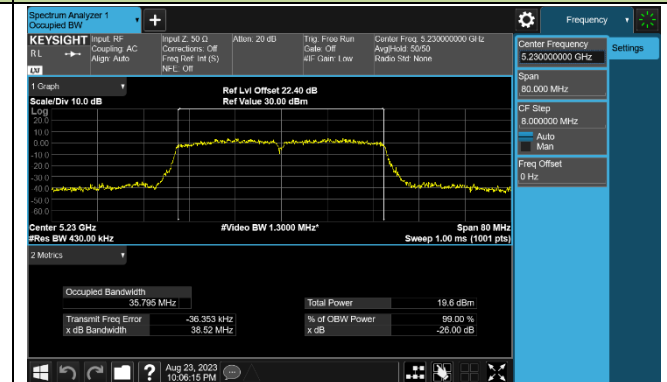 Spectrum Analyzer 1
Occupied BW
Frequency
KEYSIGHT
RL
LXI
Input: RF
Coupling: AC
Align: Auto
Input Z: 50 Ω
Corrections: Off
Freq Ref: Int (S)
NFE: Off
Atten: 20 dB
Trig: Free Run
Gate: Off
#IF Gain: Low
Center Freq: 5.230000000 GHz
Avg|Hold: 50/50
Radio Std: None
Center Frequency
5.230000000 GHz
Settings
Span
80.000 MHz
CF Step
8.000000 MHz
Auto
Man
Freq Offset
0 Hz
1 Graph
Scale/Div 10.0 dB
Ref Lvl Offset 22.40 dB
Ref Value 30.00 dBm
Log
20.0
10.0
0.00
-10.0
-20.0
-30.0
-40.0
-50.0
-60.0
Center 5.23 GHz
#Video BW 1.3000 MHz*
Span 80 MHz
#Res BW 430.00 kHz
Sweep 1.00 ms (1001 pts)
2 Metrics
Occupied Bandwidth
35.795 MHz
Total Power
19.6 dBm
Transmit Freq Error
-36.353 kHz
% of OBW Power
99.00 %
x dB Bandwidth
38.52 MHz
x dB
-26.00 dB
?
Aug 23, 2023
10:06:15 PM